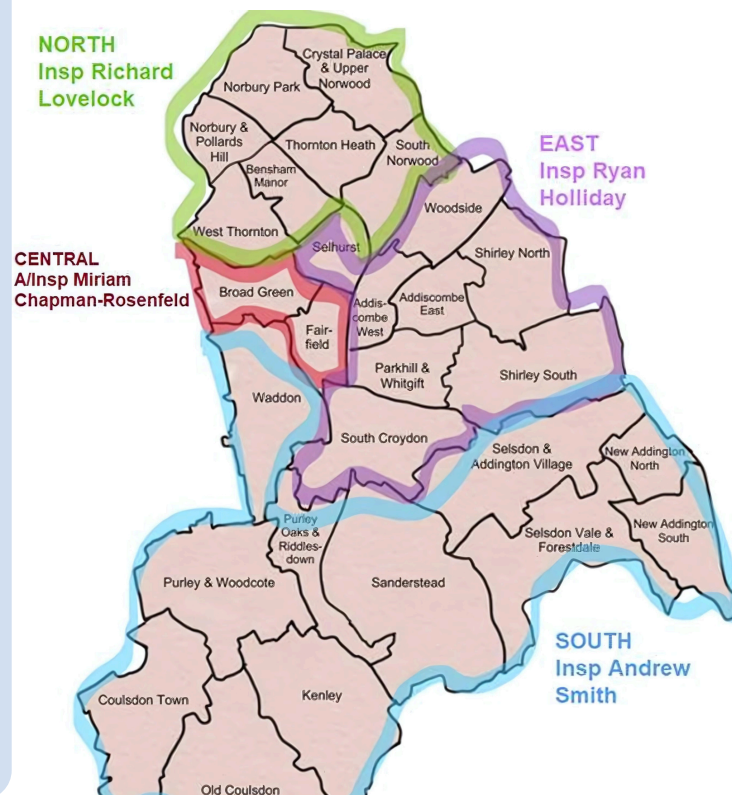 NORTH
Insp Richard
Lovelock
Crystal Palace
& Upper
Norwood
Norbury Park
Norbury &
Pollards
Hill
Thornton Heath
South
Norwood
Bensham
Manor
West Thornton
EAST
Insp Ryan
Holliday
Woodside
Selhurst
Shirley North
CENTRAL
A/Insp Miriam
Chapman-Rosenfeld
Broad Green
Fair-
field
Addis-
combe
West
Addiscombe
East
Parkhill &
Whitgift
Shirley South
Waddon
South Croydon
Selsdon &
Addington Village
New Addington
North
Purley
Oaks &
Riddles-
down
Selsdon Vale &
Forestdale
New Addington
South
Purley & Woodcote
Sanderstead
SOUTH
Insp Andrew
Smith
Coulsdon Town
Kenley
Old Coulsdon